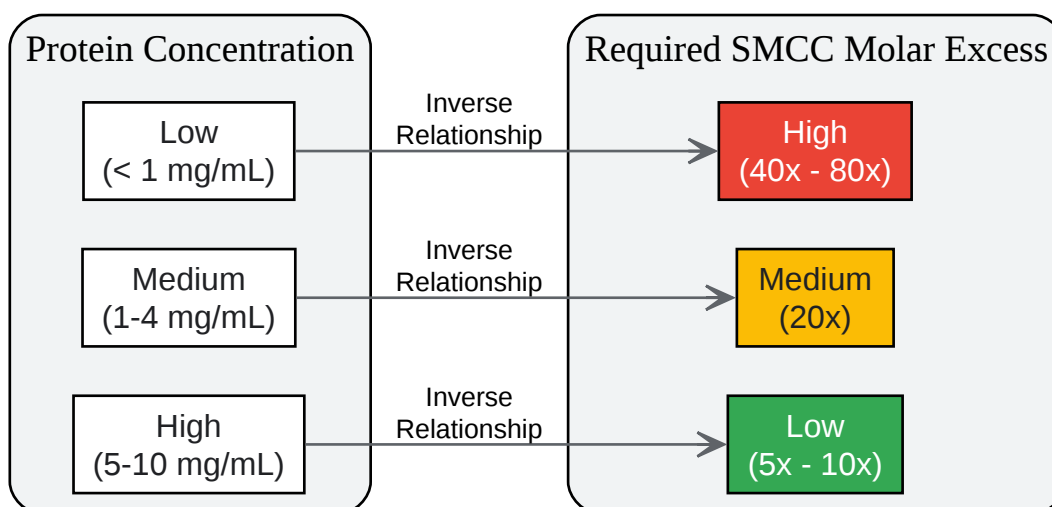 Protein Concentration
Required SMCC Molar Excess
Low
(< 1 mg/mL)
Inverse
Relationship
High
(40x - 80x)
Medium
(1-4 mg/mL)
Inverse
Relationship
Medium
(20x)
High
(5-10 mg/mL)
Inverse
Relationship
Low
(5x - 10x)